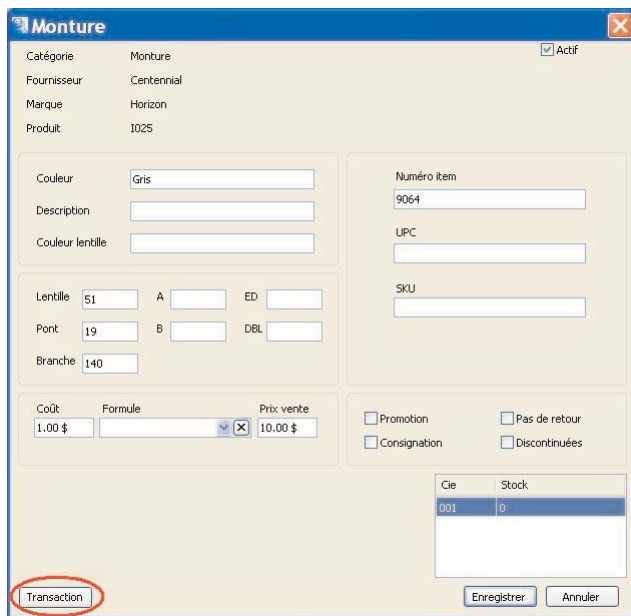 Monture
Catégorie Monture
Actif
Fournisseur Centennial
Marque Horizon
Produit I025
Couleur Gris
Description
Couleur lentille
Numéro item
9064
UPC
SKU
Lentille 51 A ED
Pont 19 B DBL
Branche 140
Coût Formule Prix vente
1.00 $ 10.00 $
Promotion Pas de retour
Consignation Discontinuées
Cie Stock
001 0
Transaction Enregistrer Annuler